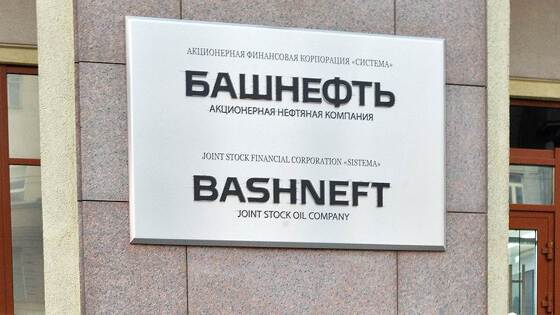 АКЦИОНЕРНАЯ ФИНАНСОВАЯ КОРПОРАЦИЯ «СИСТЕМА»
БАШНЕФТЬ
АКЦИОНЕРНАЯ НЕФТЯНАЯ КОМПАНИЯ
JOINT STOCK FINANCIAL CORPORATION «SISTEMA»
BASHNEFT
JOINT STOCK OIL COMPANY